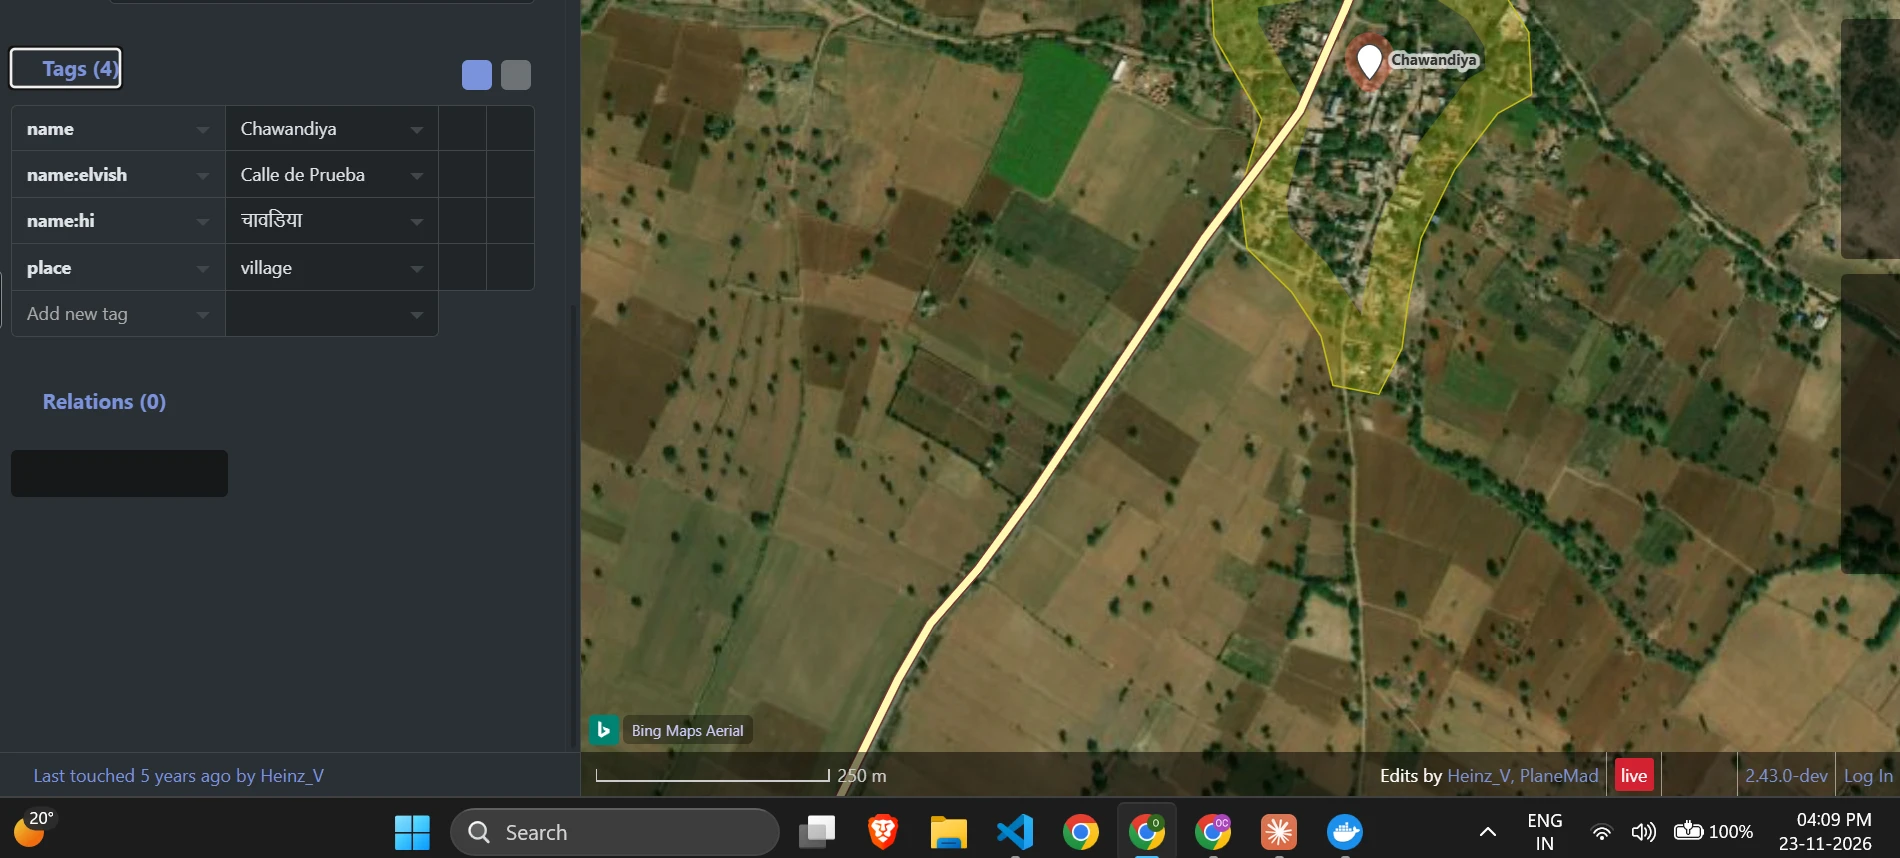 Tags (4)
name Chawandiya
name:elvish Calle de Prueba
name:hi चावडिया
place village
Add new tag
Relations (0)
Last touched 5 years ago by Heinz_V
Chawandiya
Bing Maps Aerial
250 m
Edits by Heinz_V, PlaneMad
live
2.43.0-dev
Log In
20°
Search
O
OC
ENG
IN
100%
04:09 PM
23-11-2026